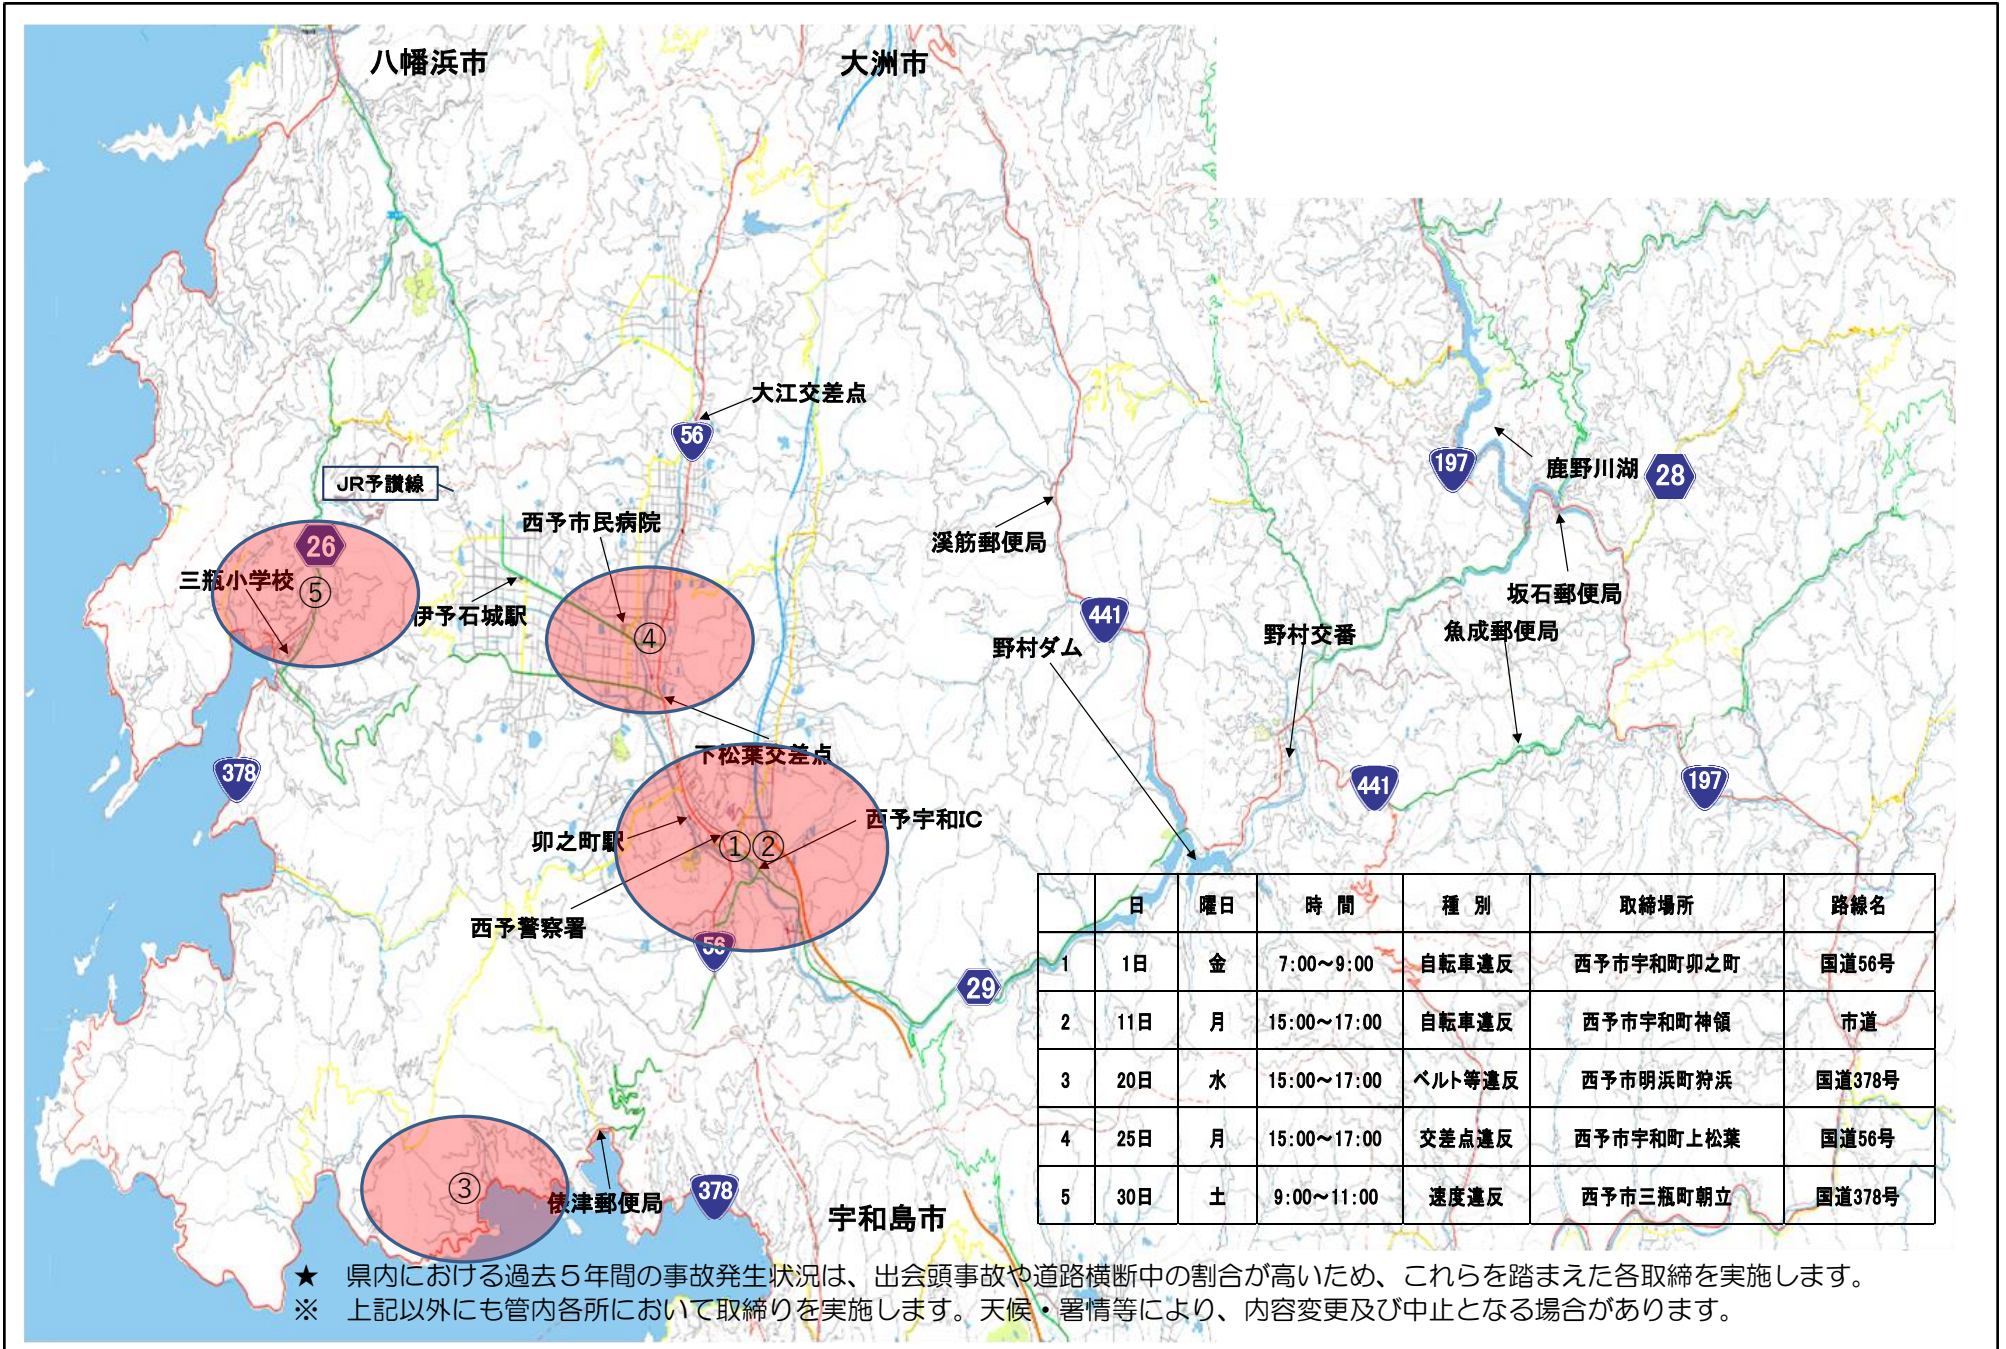 八幡浜市
大洲市
大江交差点
56
JR予讃線
西予市民病院
26
三瓶小学校
⑤
伊予石城駅
④
渓筋郵便局
197
鹿野川湖
28
坂石郵便局
441
野村ダム
野村交番
魚成郵便局
下松葉交差点
378
441
197
卯之町駅
①②
西予宇和IC
西予警察署
56
29
③
俵津郵便局
378
宇和島市
日 曜日 時 間 種 別 取締場所 路線名
1 1日 金 7:00～9:00 自転車違反 西予市宇和町卯之町 国道56号
2 11日 月 15:00～17:00 自転車違反 西予市宇和町神領 市道
3 20日 水 15:00～17:00 ベルト等違反 西予市明浜町狩浜 国道378号
4 25日 月 15:00～17:00 交差点違反 西予市宇和町上松葉 国道56号
5 30日 土 9:00～11:00 速度違反 西予市三瓶町朝立 国道378号
★ 県内における過去５年間の事故発生状況は、出会頭事故や道路横断中の割合が高いため、これらを踏まえた各取締を実施します。
※ 上記以外にも管内各所において取締りを実施します。天候・署情等により、内容変更及び中止となる場合があります。